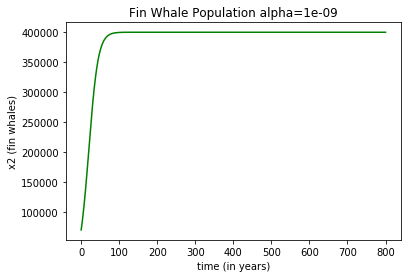 Fin Whale Population alpha=1e-09
400000
350000
300000
250000
200000
150000
100000
x2 (fin whales)
0 100 200 300 400 500 600 700 800
time (in years)